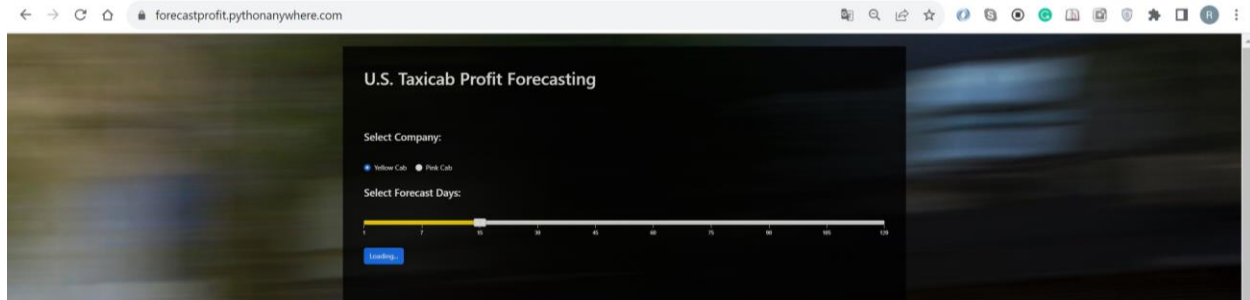 forecastprofit.pythonanywhere.com
R
U.S. Taxicab Profit Forecasting
Select Company:
Yellow Cab Pink Cab
Select Forecast Days:
1 7 15 30 45 60 75 90 105 120
Loading...